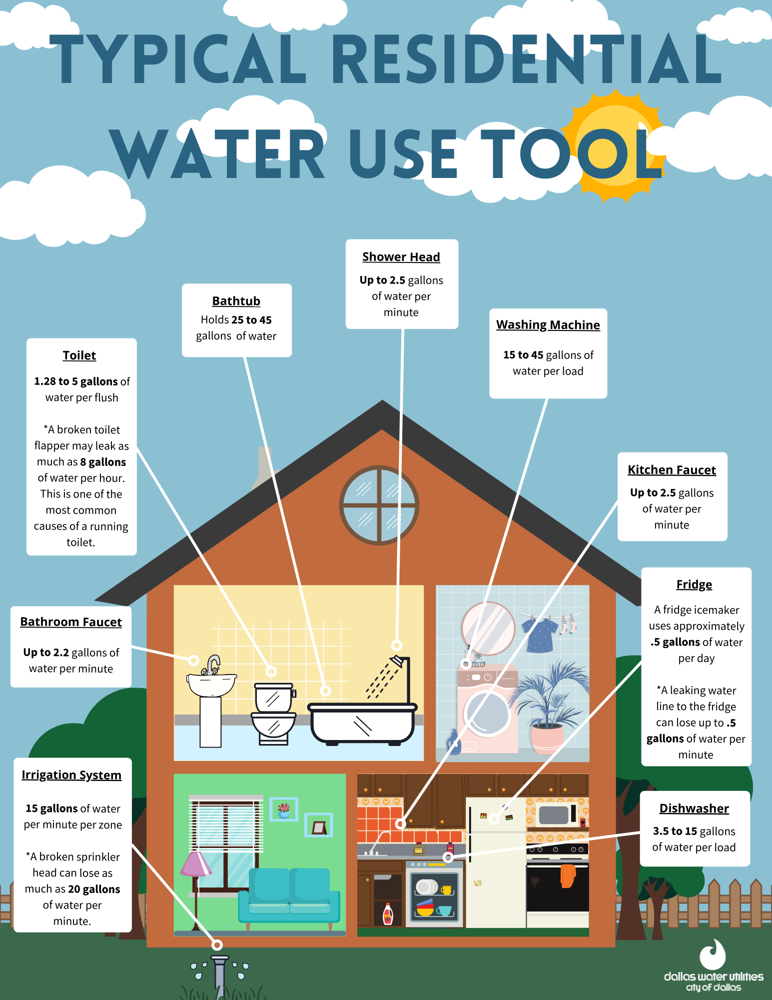 TYPICAL RESIDENTIAL
WATER USE TOOL
Shower Head
Up to 2.5 gallons
of water per
minute
Bathtub
Holds 25 to 45
gallons of water
Washing Machine
15 to 45 gallons of
water per load
Toilet
1.28 to 5 gallons of
water per flush
*A broken toilet
flapper may leak as
much as 8 gallons
of water per hour.
This is one of the
most common
causes of a running
toilet.
Kitchen Faucet
Up to 2.5 gallons
of water per
minute
Fridge
A fridge icemaker
uses approximately
.5 gallons of water
per day
*A leaking water
line to the fridge
can lose up to .5
gallons of water per
minute
Bathroom Faucet
Up to 2.2 gallons of
water per minute
Irrigation System
15 gallons of water
per minute per zone
*A broken sprinkler
head can lose as
much as 20 gallons
of water per
minute.
Dishwasher
3.5 to 15 gallons
of water per load
dallas water utilities
city of dallas